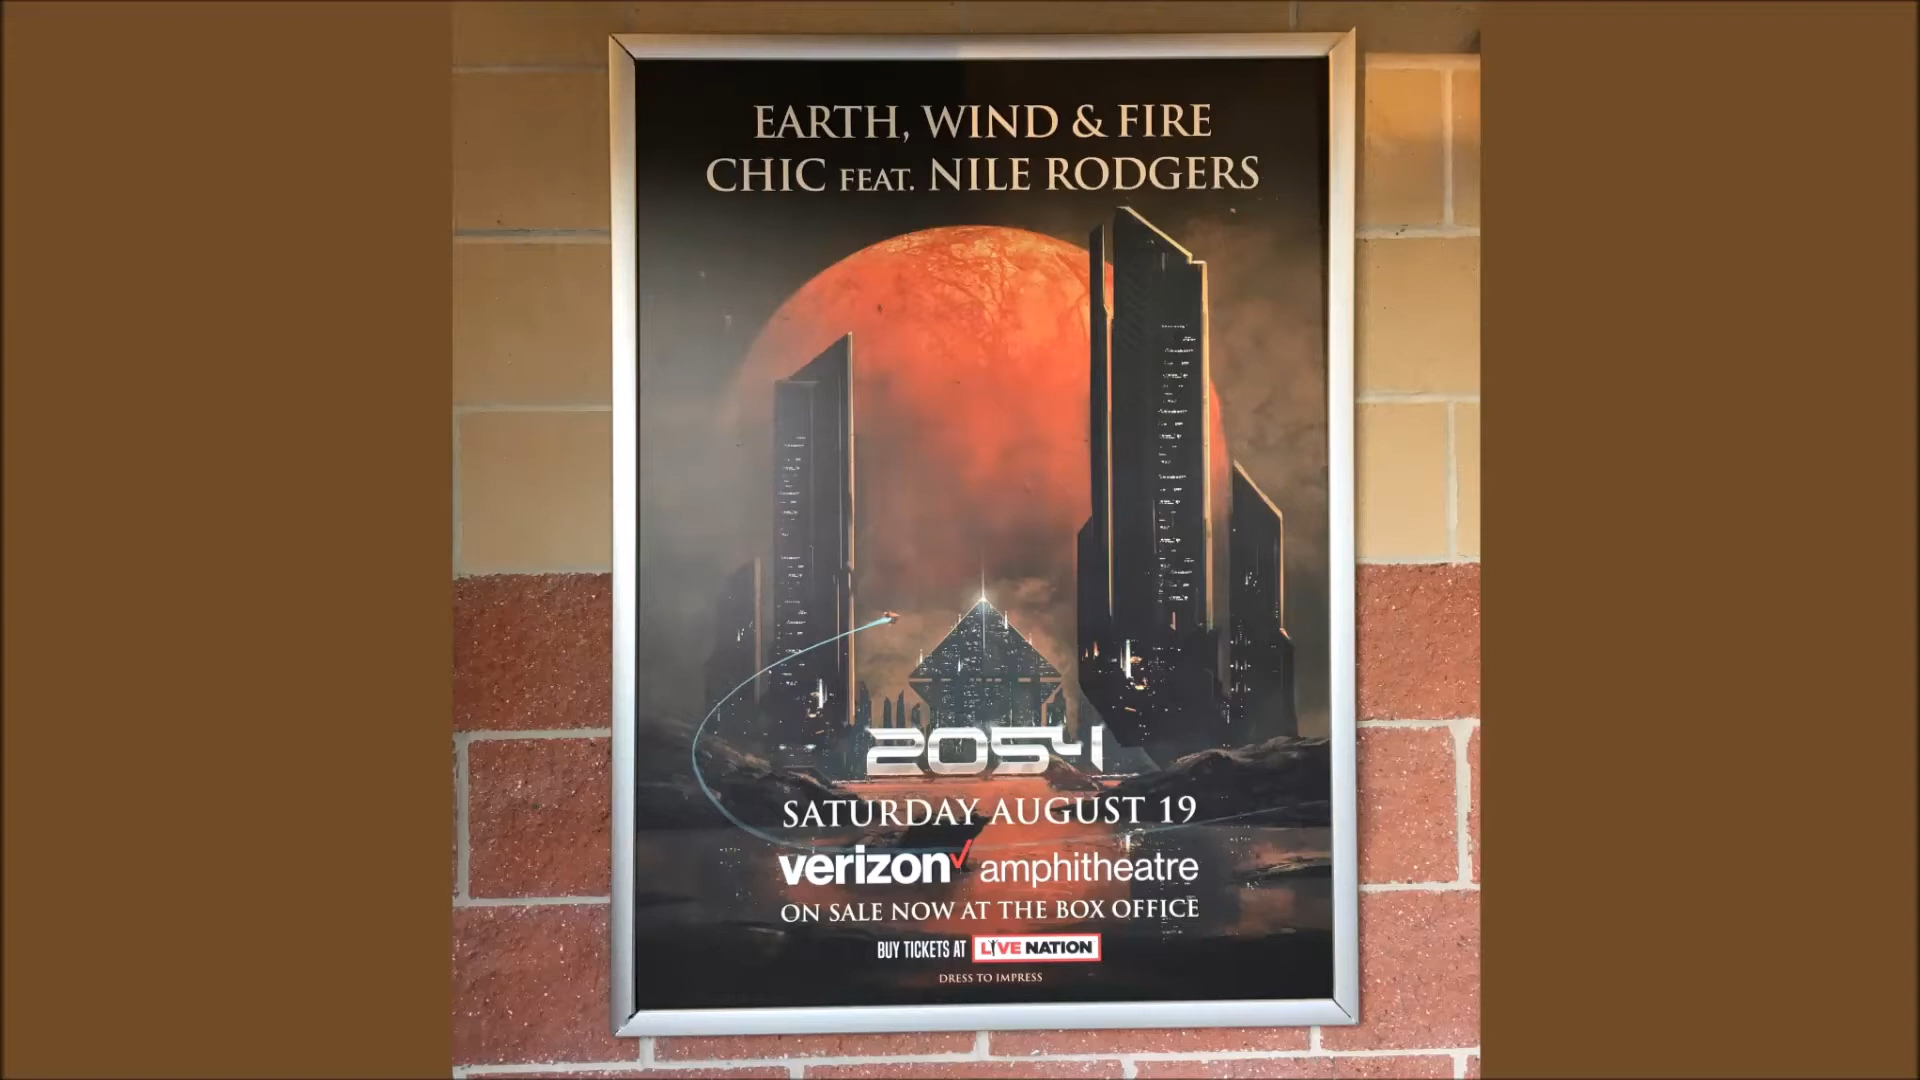 EARTH, WIND & FIRE
CHIC FEAT. NILE RODGERS
2054
SATURDAY AUGUST 19
verizon✓ amphitheatre
ON SALE NOW AT THE BOX OFFICE
BUY TICKETS AT LIVE NATION
DRESS TO IMPRESS